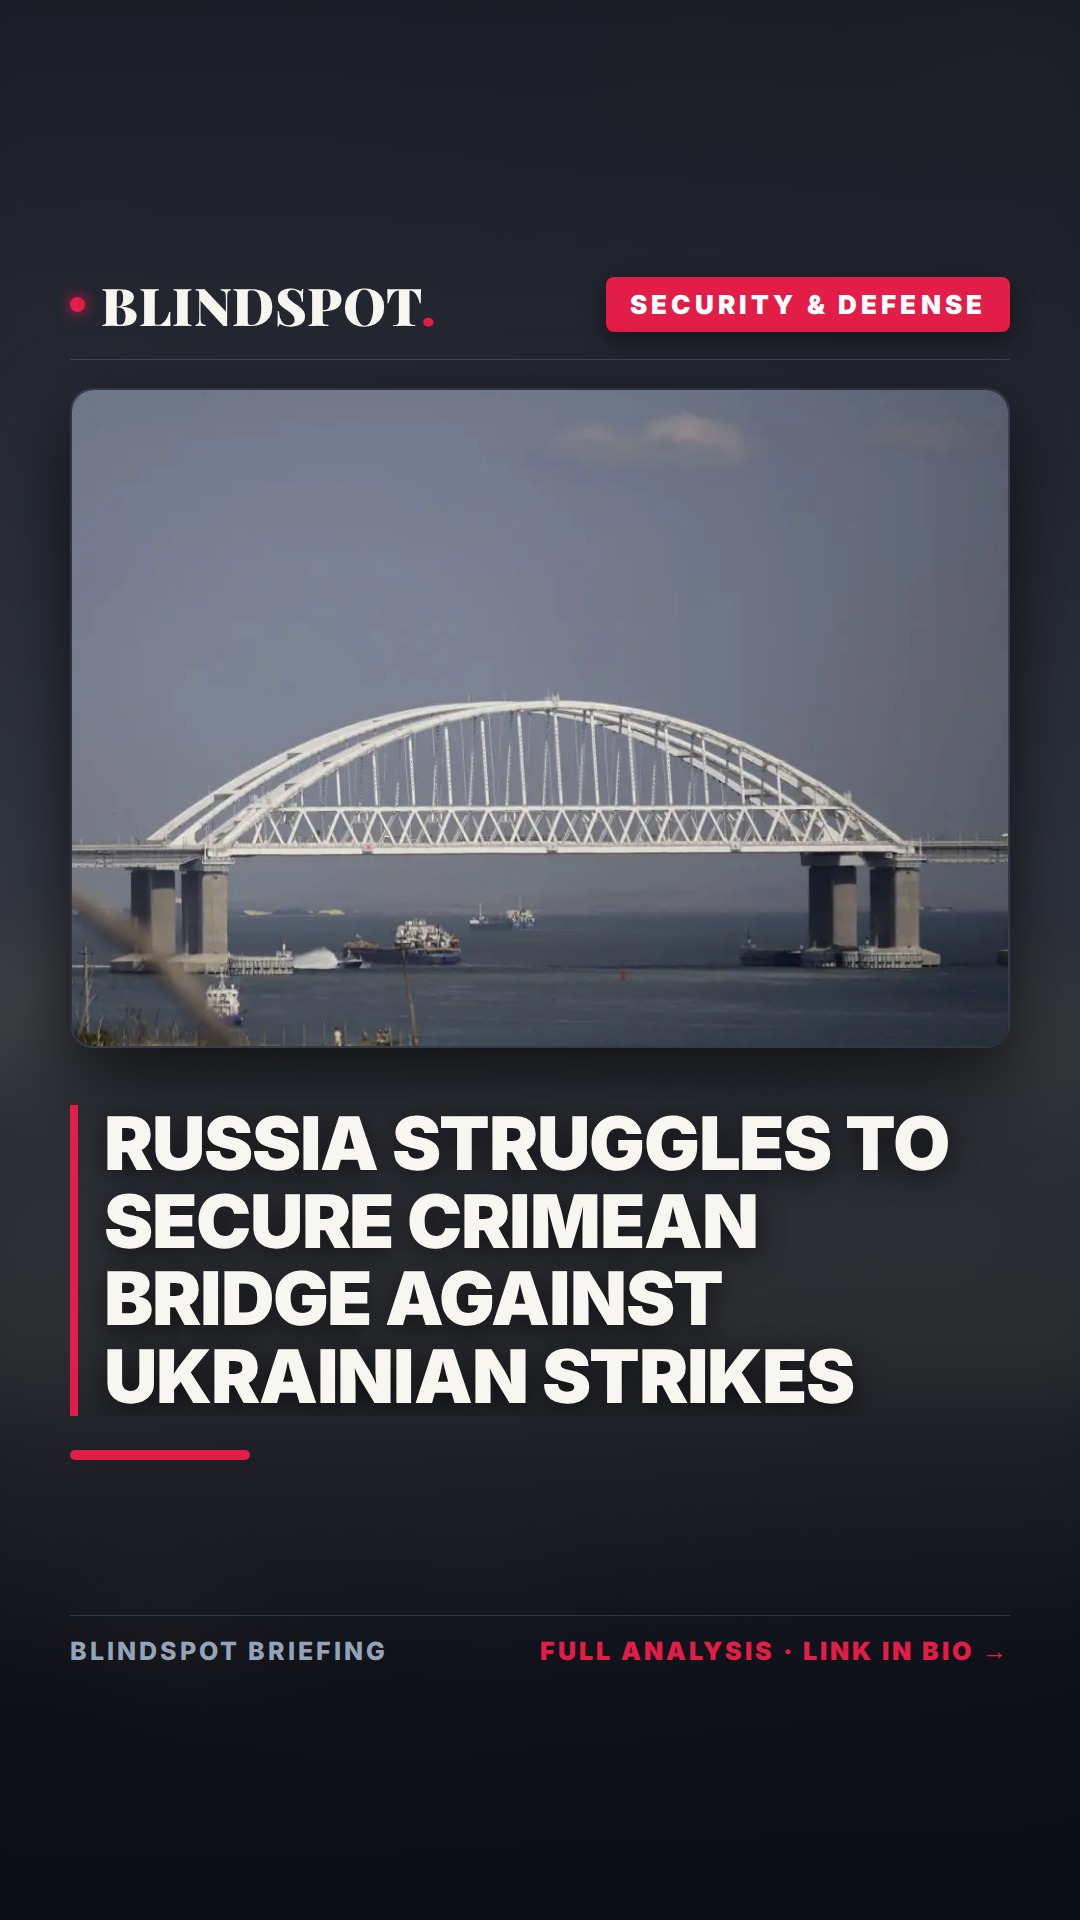 BLINDSPOT.
SECURITY & DEFENSE
RUSSIA STRUGGLES TO
SECURE CRIMEAN
BRIDGE AGAINST
UKRAINIAN STRIKES
BLINDSPOT BRIEFING
FULL ANALYSIS · LINK IN BIO →